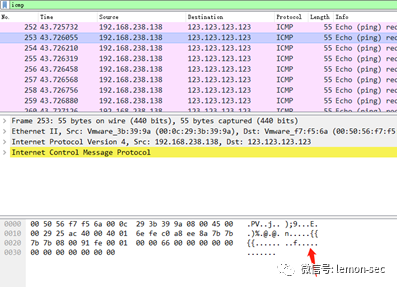 icmp
No. Time Source Destination Protocol Length Info
252 43.725732 192.168.238.138 123.123.123.123 ICMP 55 Echo (ping) rec
253 43.726055 192.168.238.138 123.123.123.123 ICMP 55 Echo (ping) rec
254 43.726210 192.168.238.138 123.123.123.123 ICMP 55 Echo (ping) rec
255 43.726319 192.168.238.138 123.123.123.123 ICMP 55 Echo (ping) rec
256 43.726458 192.168.238.138 123.123.123.123 ICMP 55 Echo (ping) rec
257 43.726568 192.168.238.138 123.123.123.123 ICMP 55 Echo (ping) rec
258 43.726656 192.168.238.138 123.123.123.123 ICMP 55 Echo (ping) rec
259 43.726880 192.168.238.138 123.123.123.123 ICMP 55 Echo (ping) rec
Frame 253: 55 bytes on wire (440 bits), 55 bytes captured (440 bits)
Ethernet II, Src: Vmware_3b:39:9a (00:0c:29:3b:39:9a), Dst: Vmware_f7:f5:6a (00:50:56:f7:f5
Internet Protocol Version 4, Src: 192.168.238.138, Dst: 123.123.123.123
Internet Control Message Protocol
0000 00 50 56 f7 f5 6a 00 0c 29 3b 39 9a 08 00 45 00 .PV..j.. );9...E.
0010 00 29 25 ac 40 00 40 01 6e fe c0 a8 ee 8a 7b 7b .)%.@.@. n.....{{
0020 7b 7b 08 00 91 fe 00 01 00 00 66 00 00 00 00 00 {{...... ..f.....
0030 00 00 00 00 00 00 00 .......
微信号: lemon-sec